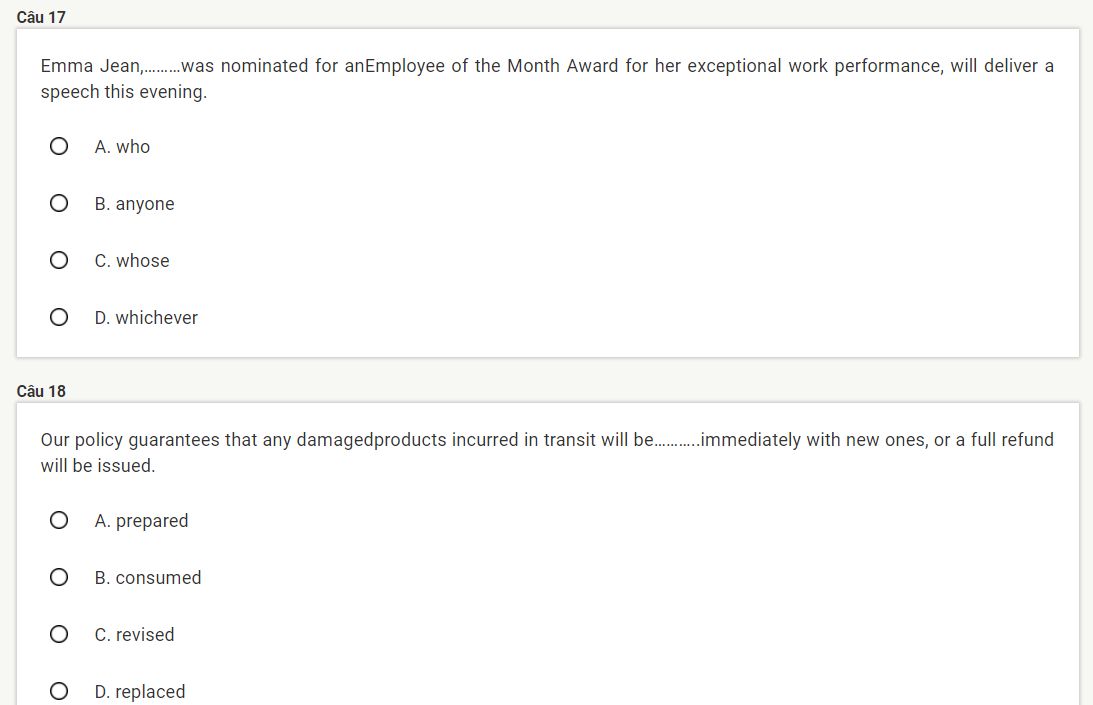 Câu 17
Emma Jean,.........was nominated for anEmployee of the Month Award for her exceptional work performance, will deliver a
speech this evening.
A. who
B. anyone
C. whose
D. whichever
Câu 18
Our policy guarantees that any damagedproducts incurred in transit will be...........immediately with new ones, or a full refund
will be issued.
A. prepared
B. consumed
C. revised
D. replaced